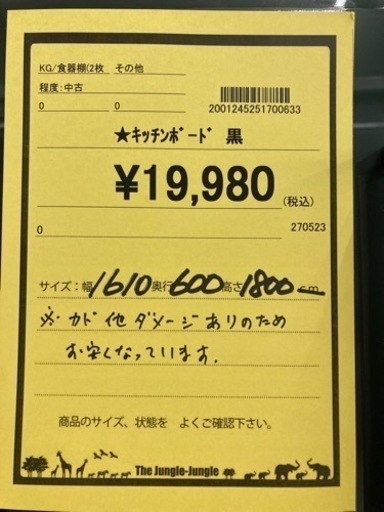 KG/食器棚(2枚 その他
程度:中古
0 0
2001245251700633
★ｷｯﾁﾝﾎﾞｰﾄﾞ 黒
¥19,980 (税込)
0 270523
サイズ:幅1610奥行600高さ1800cm
※カド他ダメージありのため
お安くなっています.
商品のサイズ、状態を よくご確認下さい。
The Jungle-Jungle